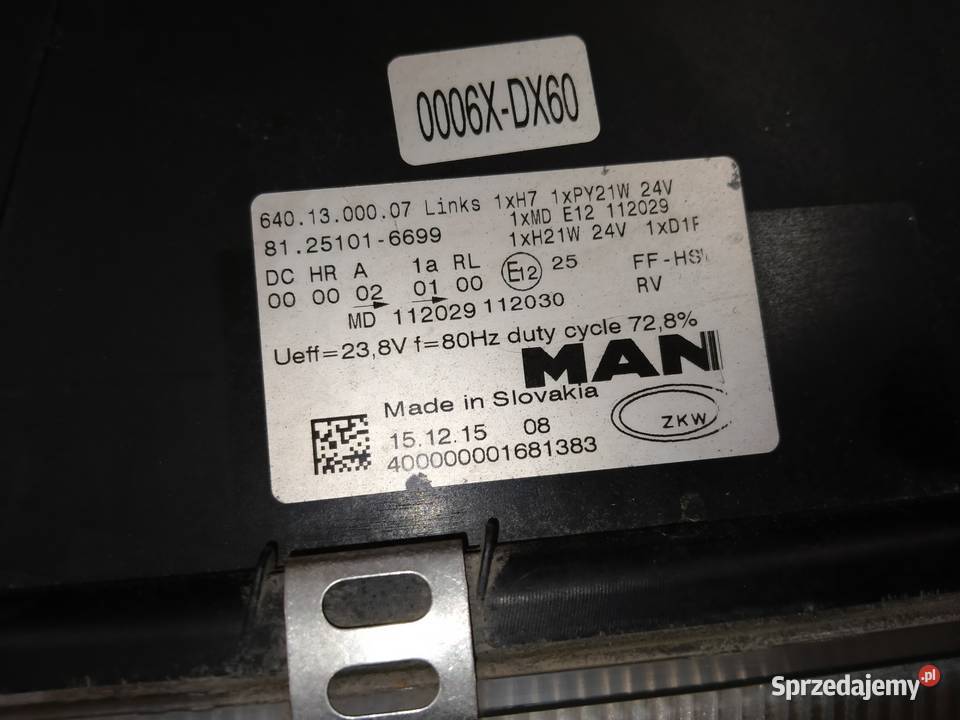 0006X-DX60
640.13.000.07 Links 1xH7 1xPY21W 24V
1xMD E12 112029
81.25101-6699 1xH21W 24V
DC HR A 1a RL E12 25 FF-HS
00 00 02 01 00 RV
MD 112029 112030
Ueff=23,8V f=80Hz duty cycle 72,8%
MAN
Made in Slovakia
15.12.15 08
ZKW
400000001681383
Sprzedajemy.pl